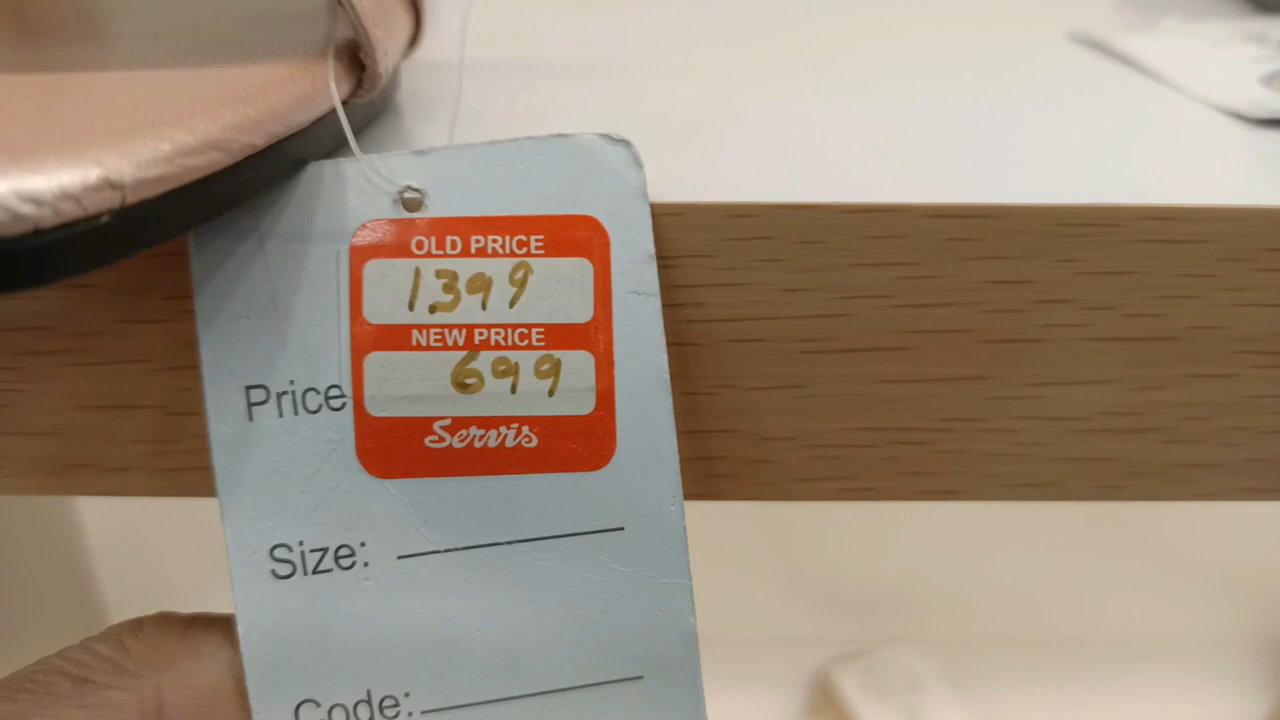 OLD PRICE
1399
NEW PRICE
699
Price
Servis
Size:
Code: